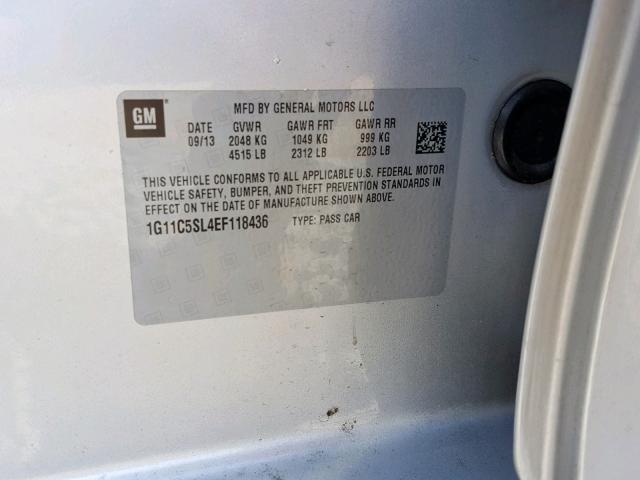 GM
MFD BY GENERAL MOTORS LLC
DATE GVWR GAWR FRT GAWR RR
09/13 2048 KG 1049 KG 999 KG
4515 LB 2312 LB 2203 LB
THIS VEHICLE CONFORMS TO ALL APPLICABLE U.S. FEDERAL MOTOR
VEHICLE SAFETY, BUMPER, AND THEFT PREVENTION STANDARDS IN
EFFECT ON THE DATE OF MANUFACTURE SHOWN ABOVE.
1G11C5SL4EF118436 TYPE: PASS CAR